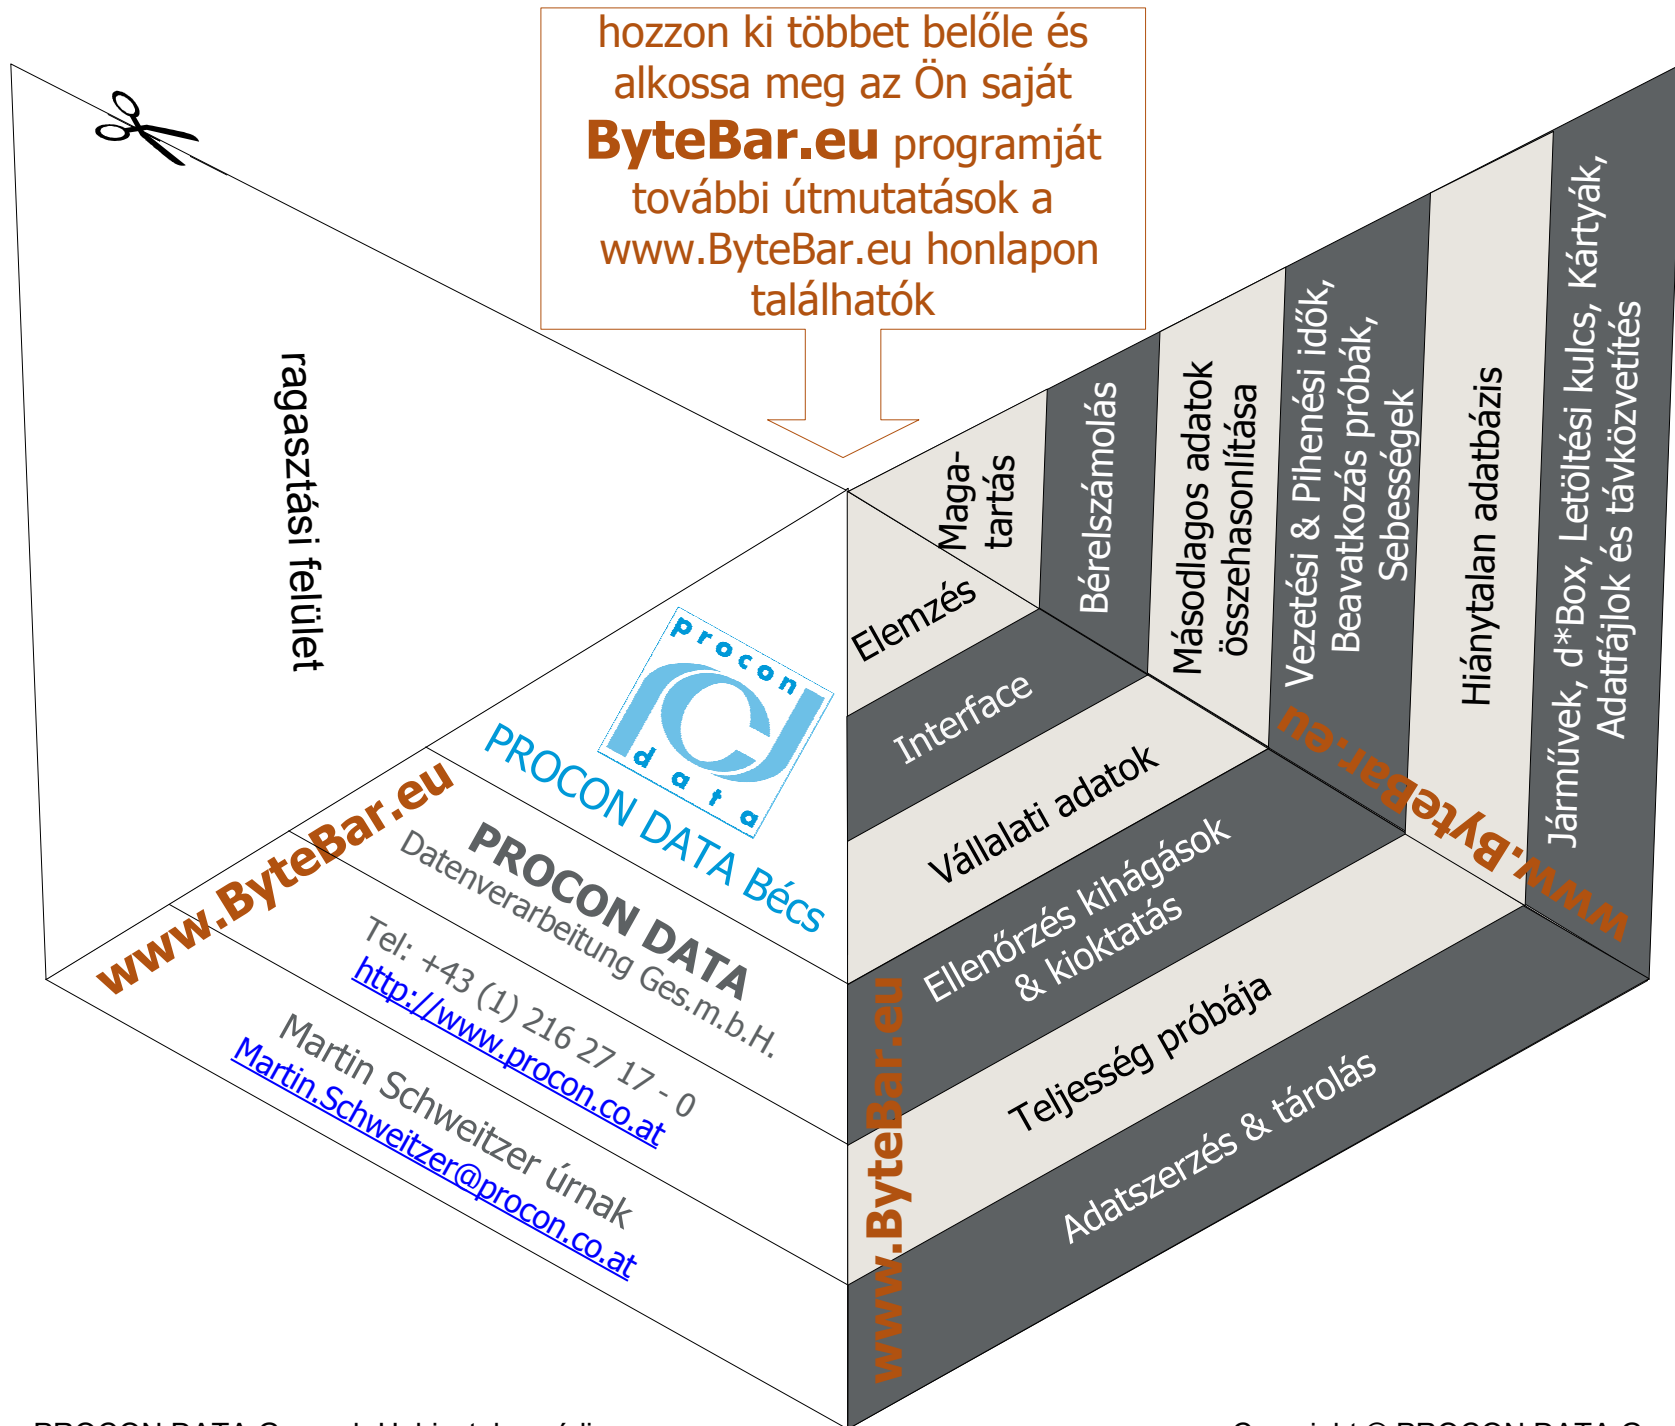 hozzon ki többet belőle és
alkossa meg az Ön saját
ByteBar.eu programját
további útmutatások a
www.ByteBar.eu honlapon
találhatók
ragasztási felület
procon
data
PROCON DATA Bécs
www.ByteBar.eu
PROCON DATA
Datenverarbeitung Ges.m.b.H.
Tel: +43 (1) 216 27 17 - 0
http://www.procon.co.at
Martin Schweitzer úrnak
Martin.Schweitzer@procon.co.at
Elemzés
Interface
Vállalati adatok
Ellenőrzés kihágások
& kioktatás
Teljesség próbája
Adatszerzés & tárolás
www.ByteBar.eu
Maga-
tartás
Bérelszámolás
Másodlagos adatok
összehasonlítása
Vezetési & Pihenési idők,
Beavatkozás próbák,
Sebességek
Hiánytalan adatbázis
Járművek, d*Box, Letöltési kulcs, Kártyák,
Adatfájlok és távközvetítés
www.ByteBar.eu